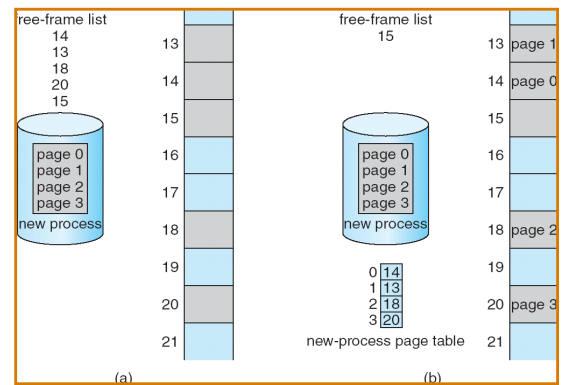 free-frame list
14
13
18
20
15
page 0
page 1
page 2
page 3
new process
13
14
15
16
17
18
19
20
21
(a)
free-frame list
15
page 0
page 1
page 2
page 3
new process
0 14
1 13
2 18
3 20
new-process page table
13 page 1
14 page 0
15
16
17
18 page 2
19
20 page 3
21
(b)